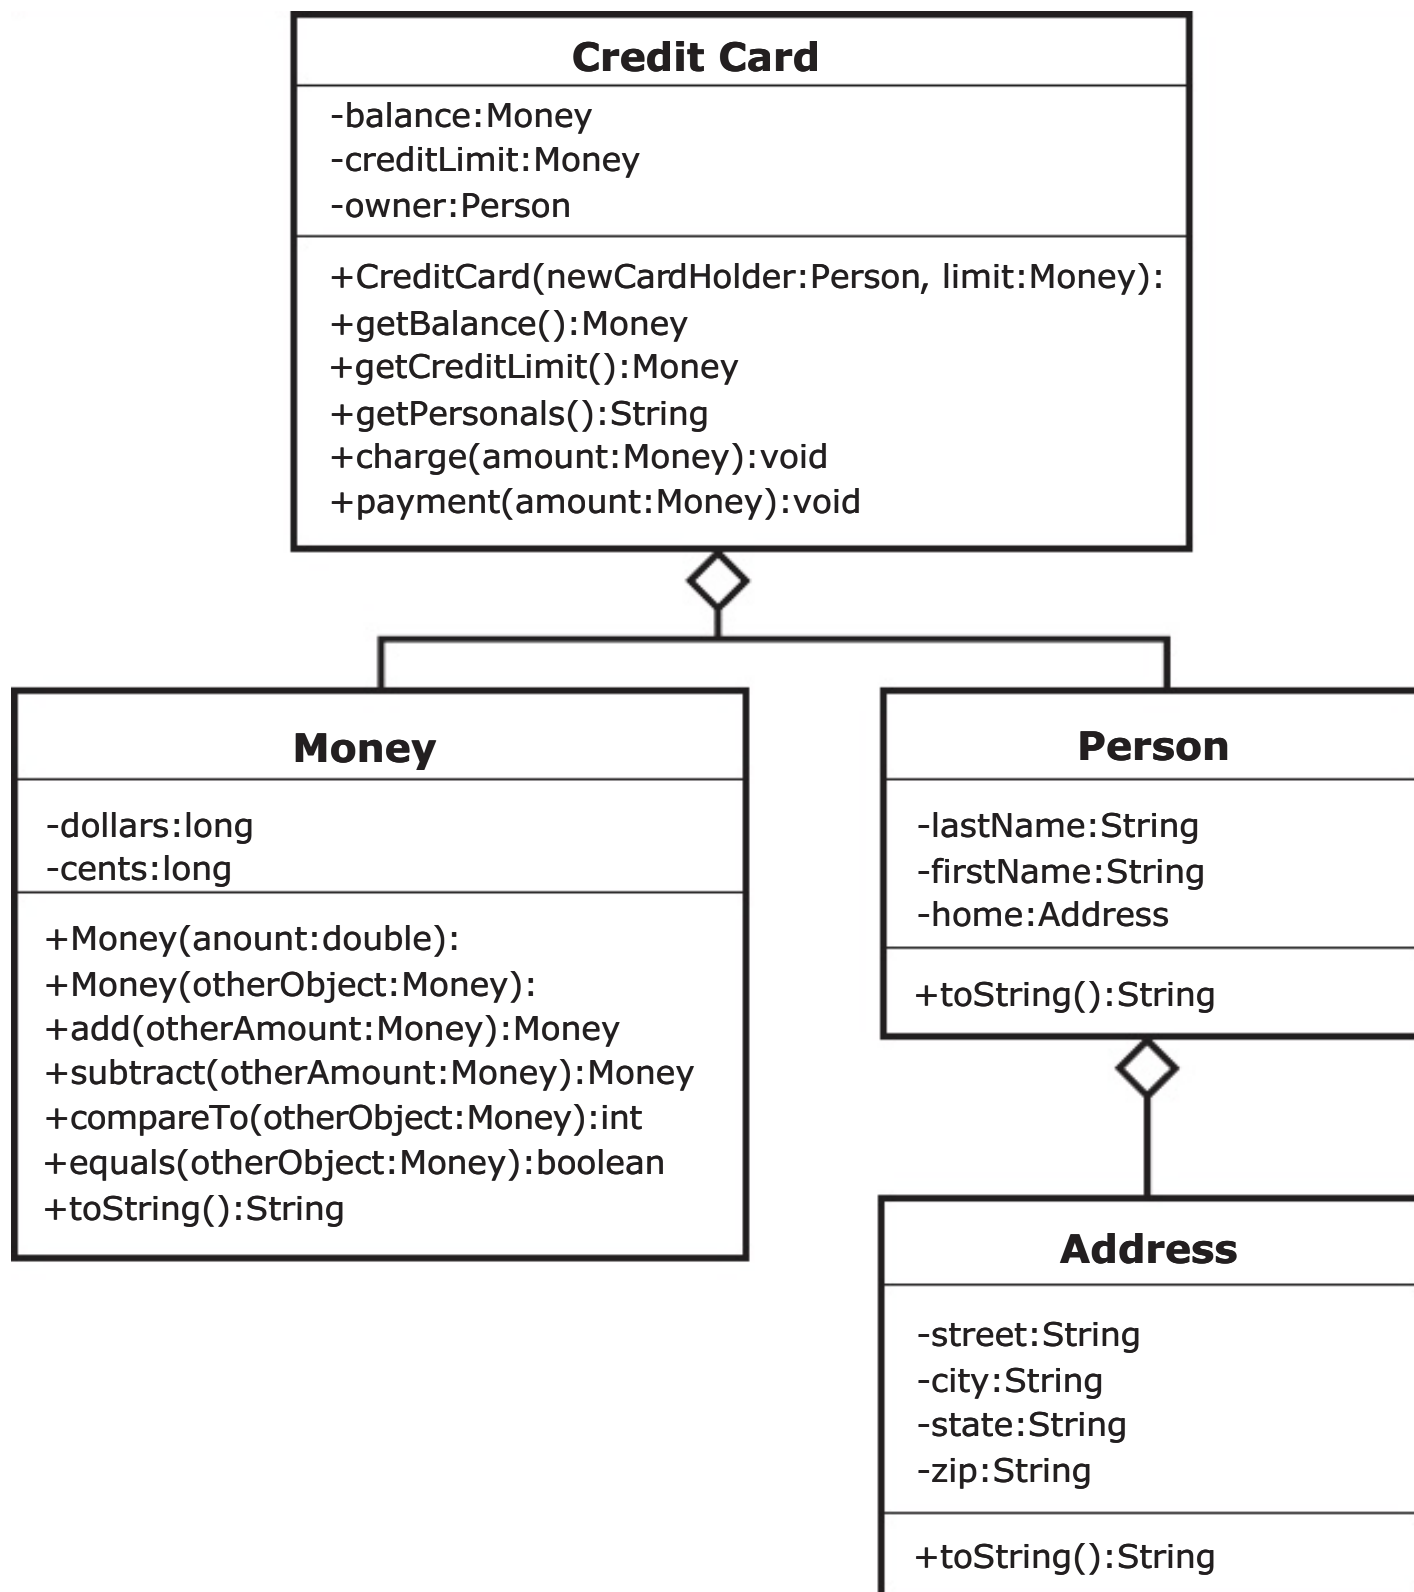 Credit Card
-balance:Money
-creditLimit:Money
-owner:Person
+CreditCard(newCardHolder:Person, limit:Money):
+getBalance():Money
+getCreditLimit():Money
+getPersonals():String
+charge(amount:Money):void
+payment(amount:Money):void
Money
-dollars:long
-cents:long
+Money(anount:double):
+Money(otherObject:Money):
+add(otherAmount:Money):Money
+subtract(otherAmount:Money):Money
+compareTo(otherObject:Money):int
+equals(otherObject:Money):boolean
+toString():String
Person
-lastName:String
-firstName:String
-home:Address
+toString():String
Address
-street:String
-city:String
-state:String
-zip:String
+toString():String